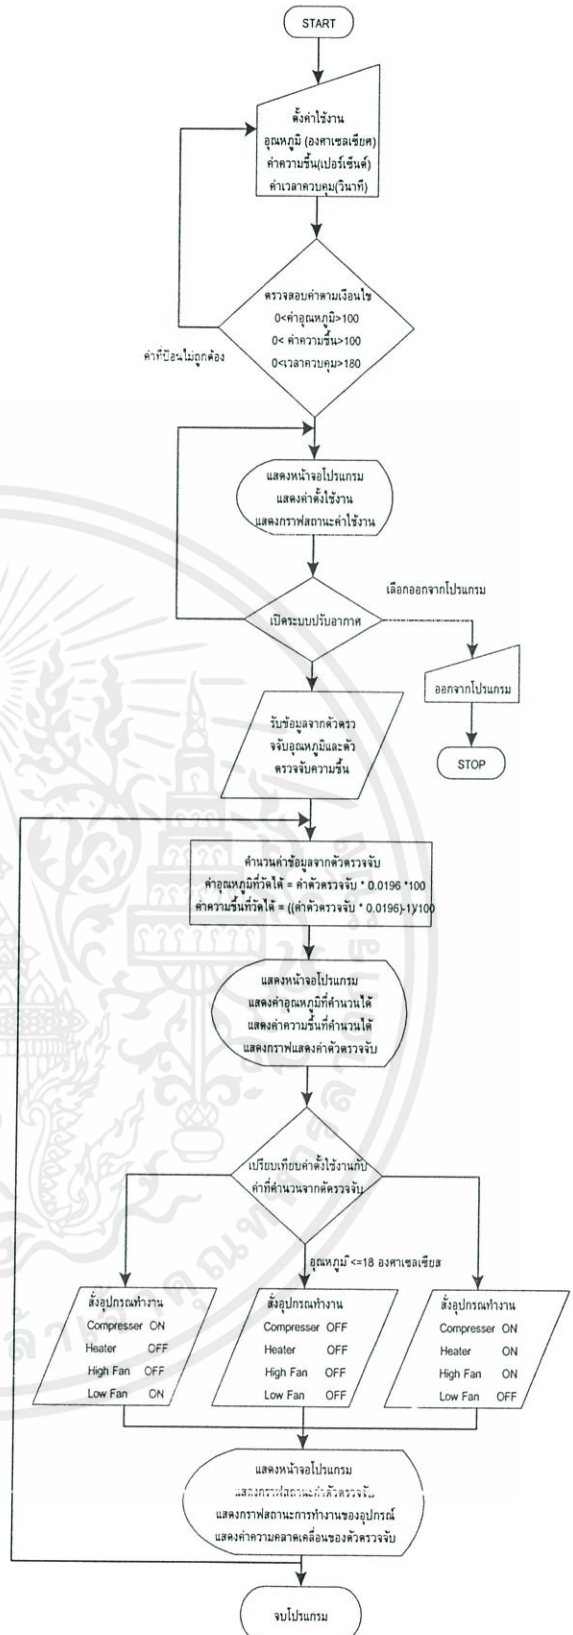 START
ตั้งค่าใช้งาน
อุณหภูมิ (องศาเซลเซียศ)
ค่าความชื้น(เปอร์เซ็นต์)
ค่าเวลาควบคุม(วินาที)
ตรวจสอบค่าตามเงือนไข
0<ค่าอุณหภูมิ>100
0< ค่าความชื้น>100
0<เวลาควบคุม>180
ค่าที่ป้อนไม่ถูกต้อง
แสดงหน้าจอโปรแกรม
แสดงค่าตั้งใช้งาน
แสดงกราฟสถานะค่าใช้งาน
เลือกออกจากโปรแกรม
เปิดระบบปรับอากาศ
ออกจากโปรแกรม
STOP
รับข้อมูลจากตัวตรว
จจับอุณหภูมิและตัว
ตรวจจับความชื้น
คำนวนค่าข้อมูลจากตัวตรวจจับ
ค่าอุณหภูมิที่วัดได้ = ค่าตัวตรวจจับ * 0.0196 *100
ค่าความชื้นที่วัดได้ = ((ค่าตัวตรวจจับ * 0.0196)-1)/100
แสดงหน้าจอโปรแกรม
แสดงค่าอุณหภูมิที่คำนวนได้
แสดงค่าความชื้นที่คำนวนได้
แสดงกราฟแสดงค่าตัวตรวจจับ
เปรียบเทียบค่าตั้งใช้งานกับ
ค่าที่คำนวนจากตัตรวจจับ
อุณหภูมิ <=18 องศาเซลเซียส
สั่งอุปกรณทำงาน
Compresser ON
Heater OFF
High Fan OFF
Low Fan ON
สั่งอุปกรณทำงาน
Compresser OFF
Heater OFF
High Fan OFF
Low Fan OFF
สั่งอุปกรณทำงาน
Compresser ON
Heater ON
High Fan ON
Low Fan OFF
แสดงหน้าจอโปรแกรม
แสดงกราฟสถานะค่าตัวตรวจจับ
แสดงกราฟสถานะการทำงานของอุปกรณ์
แสดงค่าความคลาดเคลื่อนของตัวตรวจจับ
จบโปรแกรม